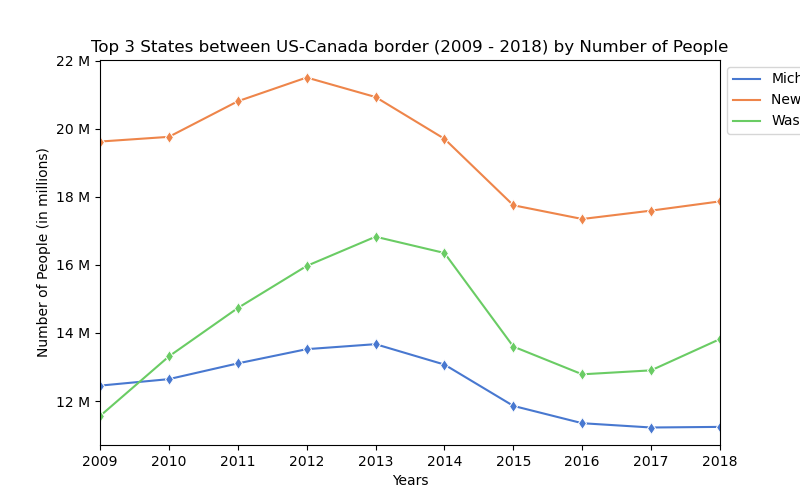 Top 3 States between US-Canada border (2009 - 2018) by Number of People
22 M
20 M
18 M
16 M
14 M
12 M
Number of People (in millions)
2009 2010 2011 2012 2013 2014 2015 2016 2017 2018
Years
Mich
New
Was